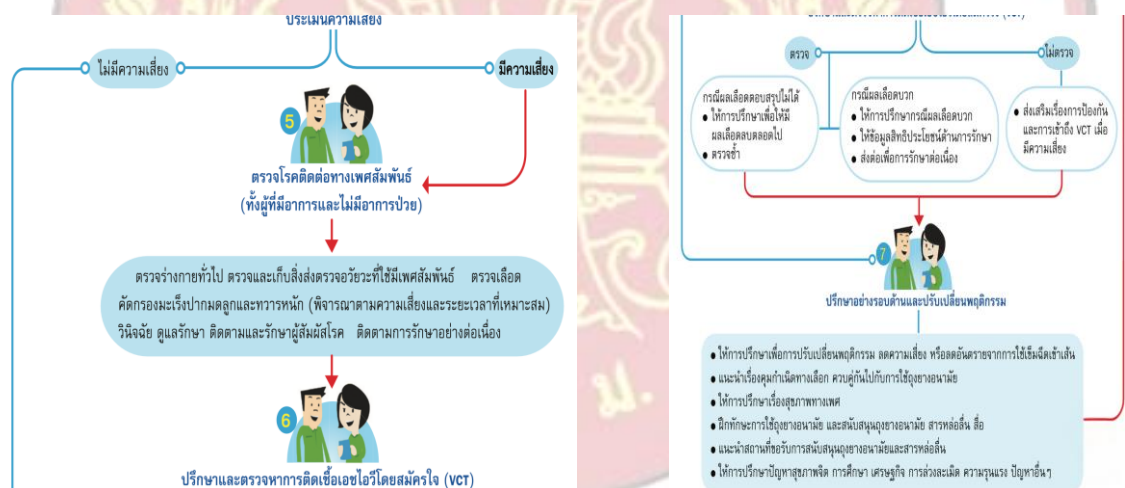 ประเมินความเสี่ยง
ไม่มีความเสี่ยง
มีความเสี่ยง
5
ตรวจโรคติดต่อทางเพศสัมพันธ์
(ทั้งผู้ที่มีอาการและไม่มีอาการป่วย)
ตรวจร่างกายทั่วไป ตรวจและเก็บสิ่งส่งตรวจอวัยวะที่ใช้มีเพศสัมพันธ์ ตรวจเลือด
คัดกรองมะเร็งปากมดลูกและทวารหนัก (พิจารณาตามความเสี่ยงและระยะเวลาที่เหมาะสม)
วินิจฉัย ดูแลรักษา ติดตามและรักษาผู้สัมผัสโรค ติดตามการรักษาอย่างต่อเนื่อง
6
ปรึกษาและตรวจหาการติดเชื้อเอชไอวีโดยสมัครใจ (VCT)
(VCT)
ตรวจ
ไม่ตรวจ
กรณีผลเลือดตอบสรุปไม่ได้
● ให้การปรึกษาเพื่อให้มี
ผลเลือดลบตลอดไป
● ตรวจซ้ำ
กรณีผลเลือดบวก
● ให้การปรึกษากรณีผลเลือดบวก
● ให้ข้อมูลสิทธิประโยชน์ด้านการรักษา
● ส่งต่อเพื่อการรักษาต่อเนื่อง
● ส่งเสริมเรื่องการป้องกัน
และการเข้าถึง VCT เมื่อ
มีความเสี่ยง
7
ปรึกษาอย่างรอบด้านและปรับเปลี่ยนพฤติกรรม
● ให้การปรึกษาเพื่อการปรับเปลี่ยนพฤติกรรม ลดความเสี่ยง หรือลดอันตรายจากการใช้เข็มฉีดเข้าเส้น
● แนะนำเรื่องคุมกำเนิดทางเลือก ควบคู่กันไปกับการใช้ถุงยางอนามัย
● ให้การปรึกษาเรื่องสุขภาพทางเพศ
● ฝึกทักษะการใช้ถุงยางอนามัย และสนับสนุนถุงยางอนามัย สารหล่อลื่น สื่อ
● แนะนำสถานที่ขอรับการสนับสนุนถุงยางอนามัยและสารหล่อลื่น
● ให้การปรึกษาปัญหาสุขภาพจิต การศึกษา เศรษฐกิจ การล่วงละเมิด ความรุนแรง ปัญหาอื่นๆ